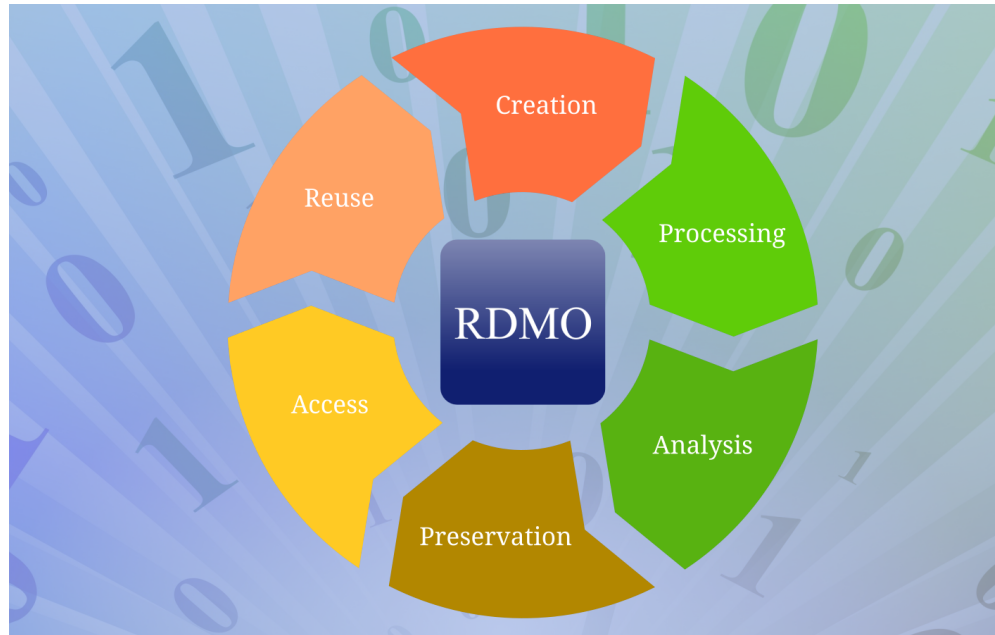 Creation
Processing
Analysis
Preservation
Access
Reuse
RDMO